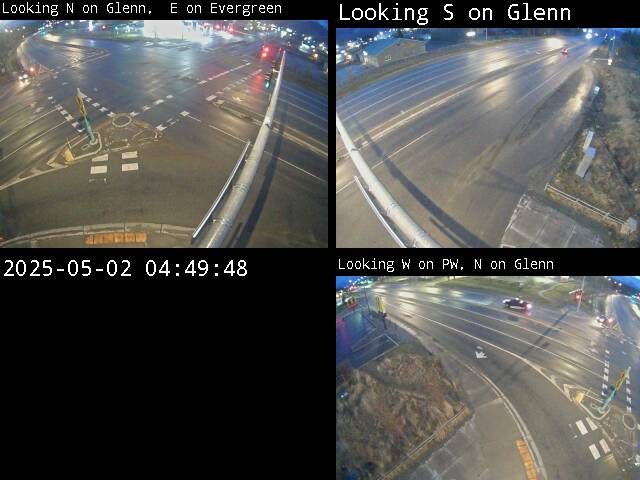 Looking N on Glenn,  E on Evergreen
Looking S on Glenn
2025-05-02 04:49:48
Looking W on PW, N on Glenn